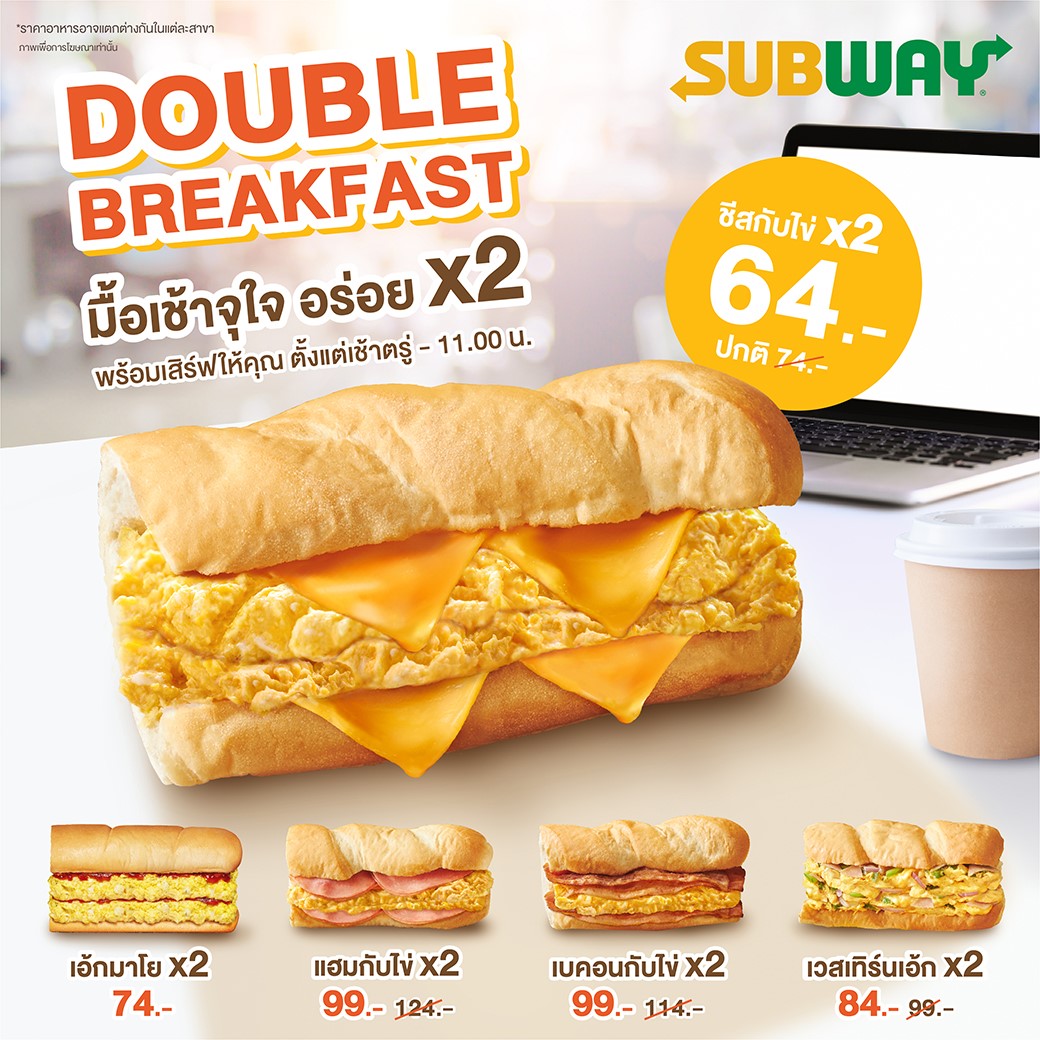 *ราคาอาหารอาจแตกต่างกันในแต่ละสาขา
ภาพเพื่อการโฆษณาเท่านั้น
SUBWAY®
DOUBLE
BREAKFAST
มื้อเช้าจุใจ อร่อย x2
พร้อมเสิร์ฟให้คุณ ตั้งแต่เช้าตรู่ - 11.00 น.
ชีสกับไข่ x2
64.-
ปกติ 74.-
เอ้กมาโย x2
74.-
แฮมกับไข่ x2
99.- 124.-
เบคอนกับไข่ x2
99.- 114.-
เวสเทิร์นเอ้ก x2
84.- 99.-